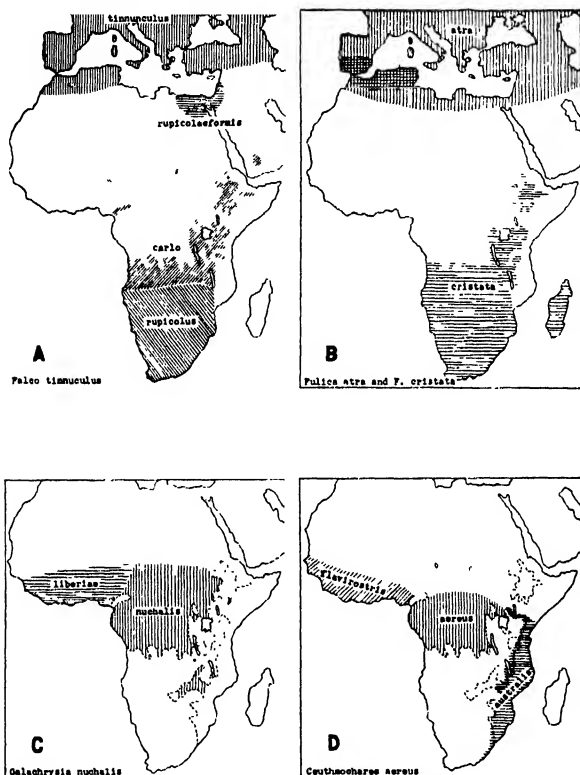 tinnunculus
rupicolaeformis
carlo
rupicolus
A
Falco tinnuculus
atra
cristata
B
Fulica atra and F. cristata
liberiae
nuchalis
C
Galachrysia nuchalis
flavirostris
aereus
australis
D
Ceuthmochares aereus